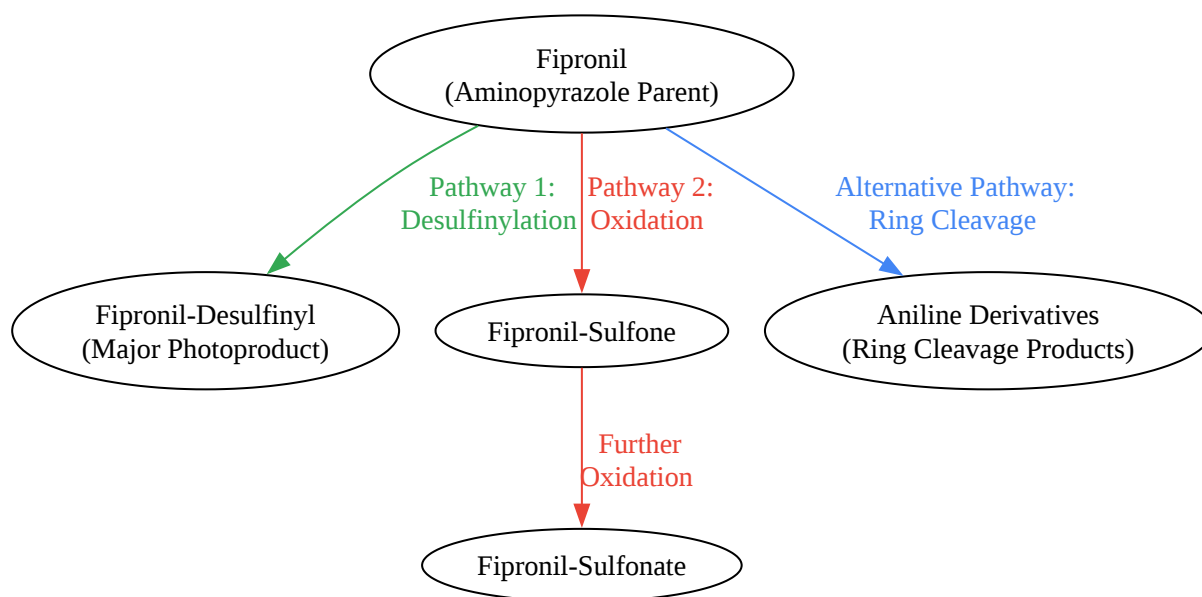 Fipronil
(Aminopyrazole Parent)
Pathway 1:
Desulfinylation
Pathway 2:
Oxidation
Alternative Pathway:
Ring Cleavage
Fipronil-Desulfinyl
(Major Photoproduct)
Fipronil-Sulfone
Aniline Derivatives
(Ring Cleavage Products)
Further
Oxidation
Fipronil-Sulfonate